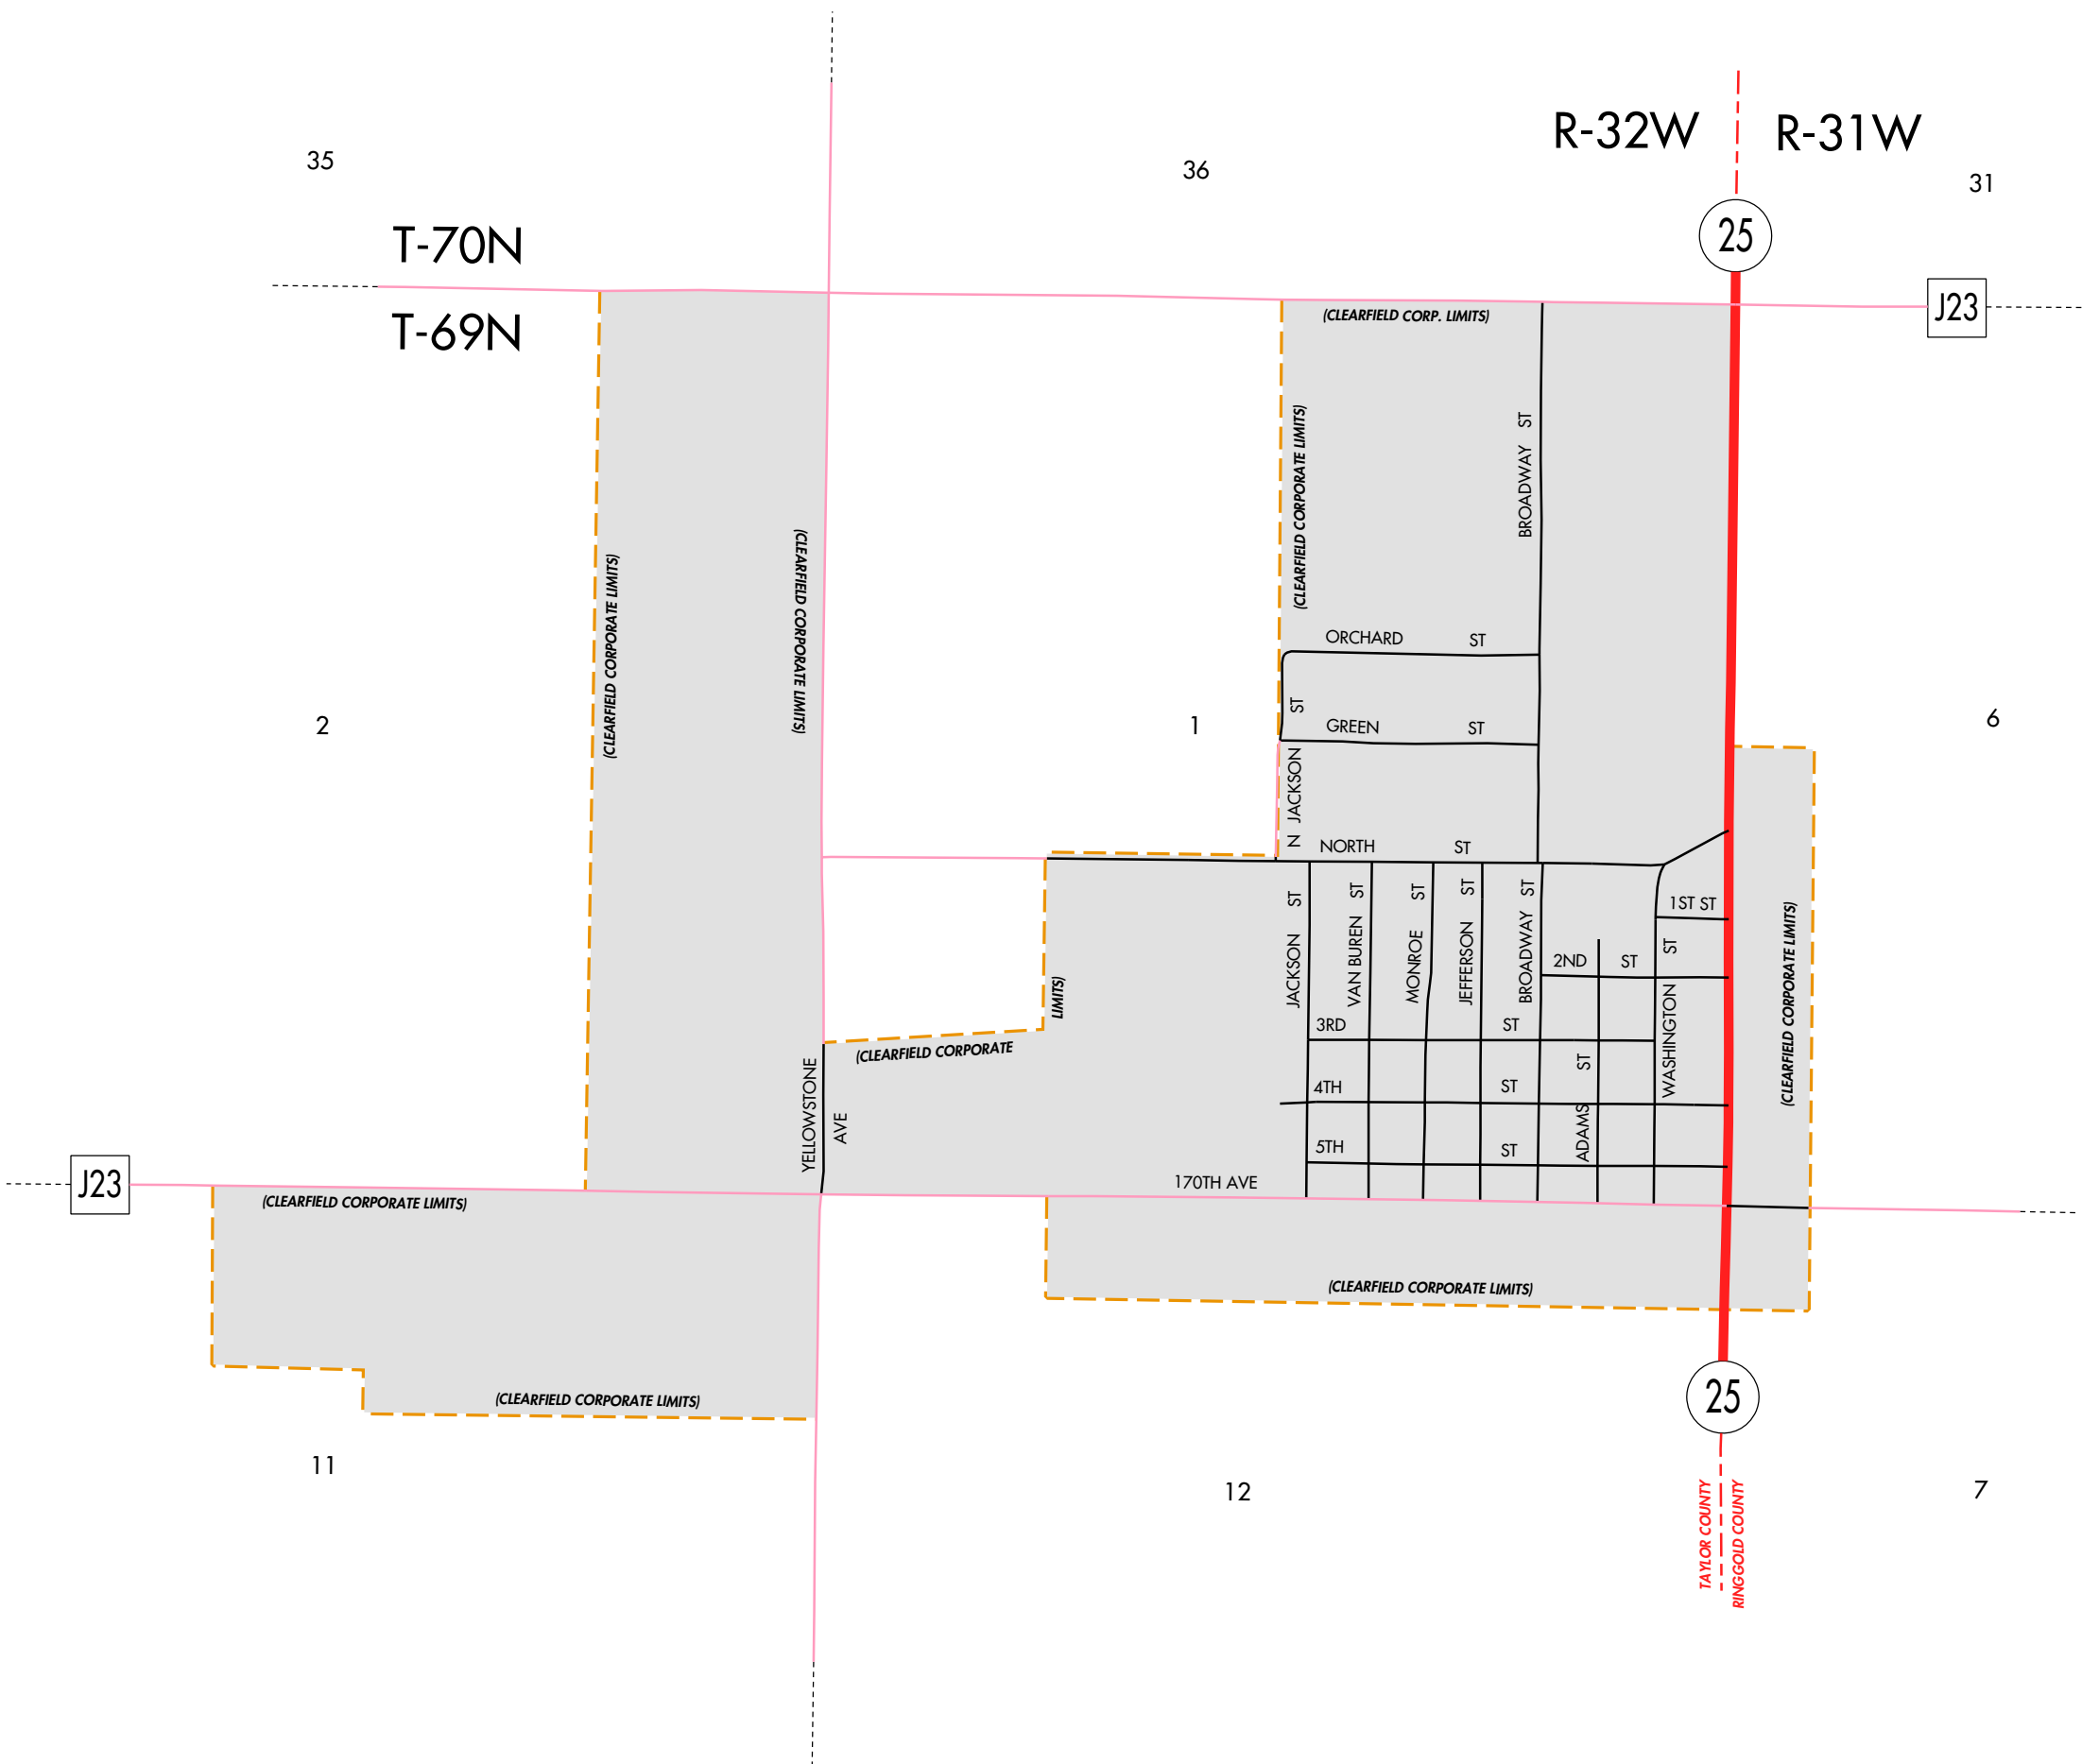 R-32W
R-31W
35
36
31
25
T-70N
J23
(CLEARFIELD CORP. LIMITS)
T-69N
(CLEARFIELD CORPORATE LIMITS)
BROADWAY ST
(CLEARFIELD CORPORATE LIMITS)
(CLEARFIELD CORPORATE LIMITS)
ORCHARD ST
2
1
6
GREEN ST
N JACKSON ST
NORTH ST
1ST ST
JACKSON ST
VAN BUREN ST
MONROE ST
JEFFERSON ST
BROADWAY ST
2ND ST
WASHINGTON ST
(CLEARFIELD CORPORATE LIMITS)
3RD ST
(CLEARFIELD CORPORATE LIMITS)
4TH ST
ADAMS ST
YELLOWSTONE AVE
5TH ST
170TH AVE
J23
(CLEARFIELD CORPORATE LIMITS)
(CLEARFIELD CORPORATE LIMITS)
(CLEARFIELD CORPORATE LIMITS)
25
11
12
7
TAYLOR COUNTY
RINGGOLD COUNTY